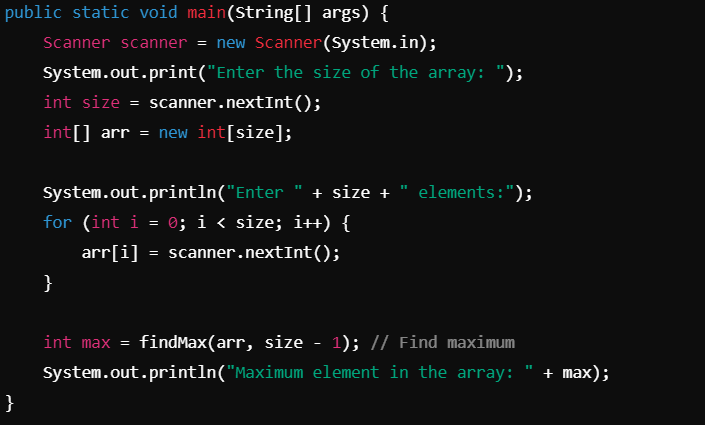 public static void main(String[] args) {
    Scanner scanner = new Scanner(System.in);
    System.out.print("Enter the size of the array: ");
    int size = scanner.nextInt();
    int[] arr = new int[size];

    System.out.println("Enter " + size + " elements:");
    for (int i = 0; i < size; i++) {
        arr[i] = scanner.nextInt();
    }

    int max = findMax(arr, size - 1); // Find maximum
    System.out.println("Maximum element in the array: " + max);
}